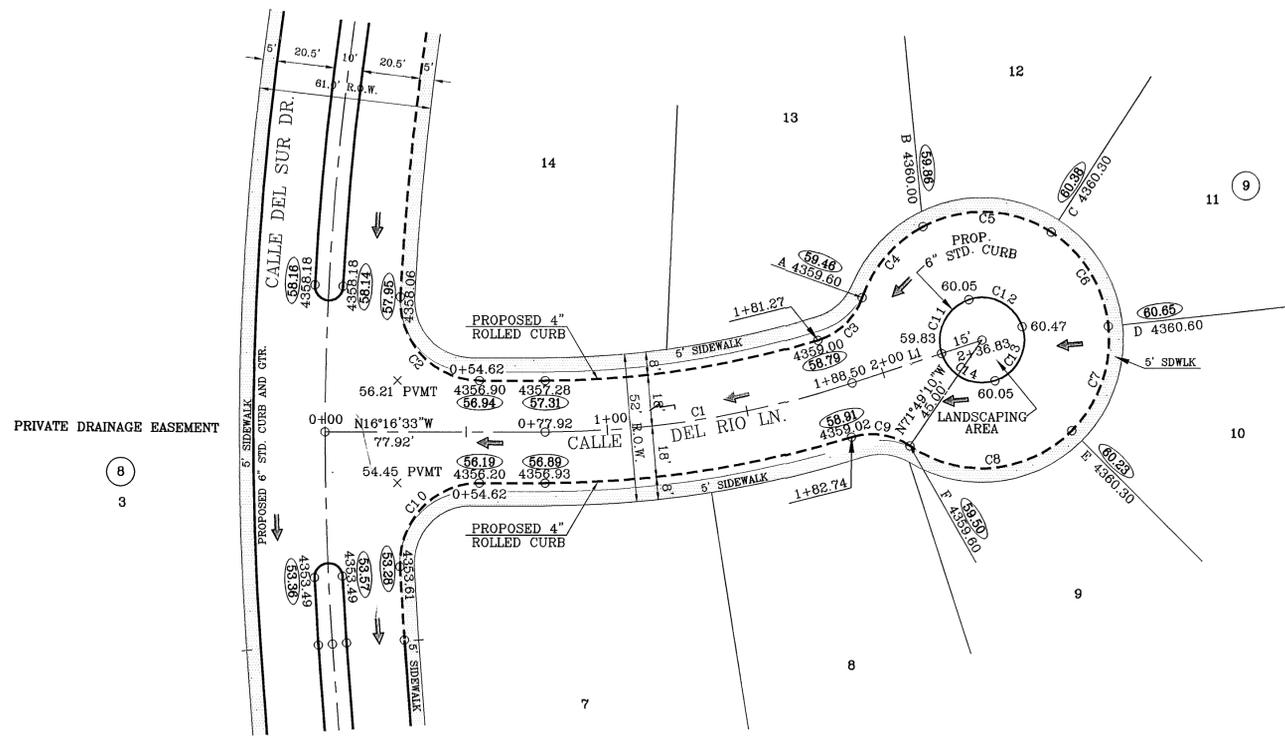 5'
20.5'
10'
20.5'
5'
61.0' R.O.W.
CALLE DEL SUR DR.
14
13
12
11
9
10
9
8
7
PRIVATE DRAINAGE EASEMENT
8
3
5' SIDEWALK
PROPOSED 6" STD. CURB AND GTR.
58.16
4358.18
4358.18
58.14
57.95
4358.06
C2
PROPOSED 4"
ROLLED CURB
0+54.62
56.21 PVMT
4356.90
56.94
4357.28
57.31
0+00
N16°16'33"W
77.92'
0+77.92
1+00
CALLE
DEL RIO LN.
C1
54.45 PVMT
56.19
4356.20
0+54.62
56.89
4356.93
C10
PROPOSED 4"
ROLLED CURB
53.36
4353.49
4353.49
53.57
53.28
4353.61
5' SIDEWALK
52' R.O.W.
8'
18'
18'
8'
5' SIDEWALK
5' SIDEWALK
1+81.27
4359.00
58.79
C3
1+88.50
2+00
L1
58.91
4359.02
C9
1+82.74
59.46
A 4359.60
C4
B 4360.00
59.86
C5
60.38
C 4360.30
PROP.
6" STD. CURB
C6
60.65
D 4360.60
5' SDWLK
C7
60.23
E 4360.30
C8
59.50
F 4359.60
60.05
C12
C11
60.47
59.83
15'
2+36.83
C13
C14
60.05
N71°49'10"W
45.00'
LANDSCAPING
AREA